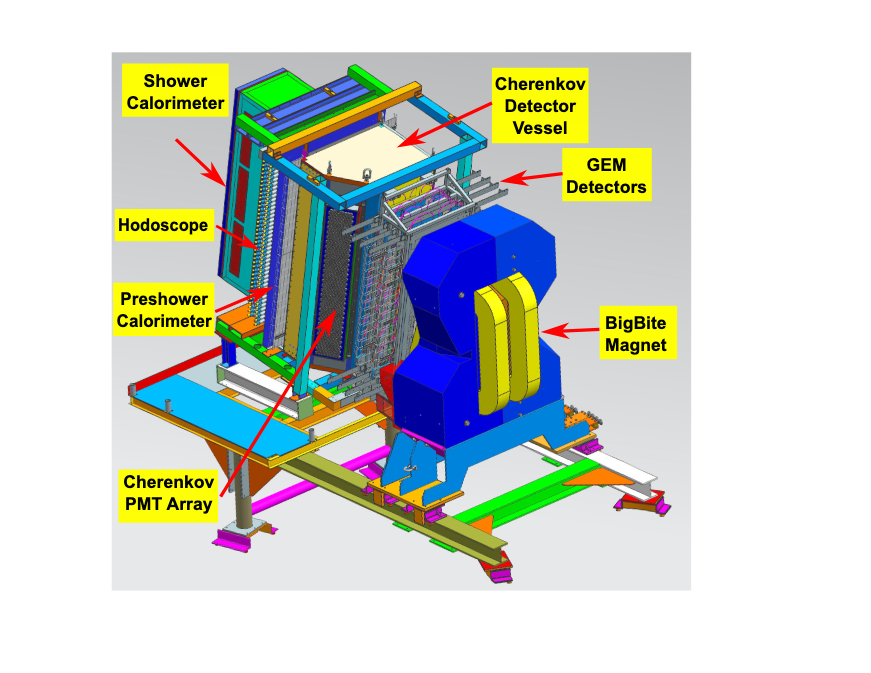 Shower
Calorimeter
Cherenkov
Detector
Vessel
GEM
Detectors
Hodoscope
Preshower
Calorimeter
BigBite
Magnet
Cherenkov
PMT Array